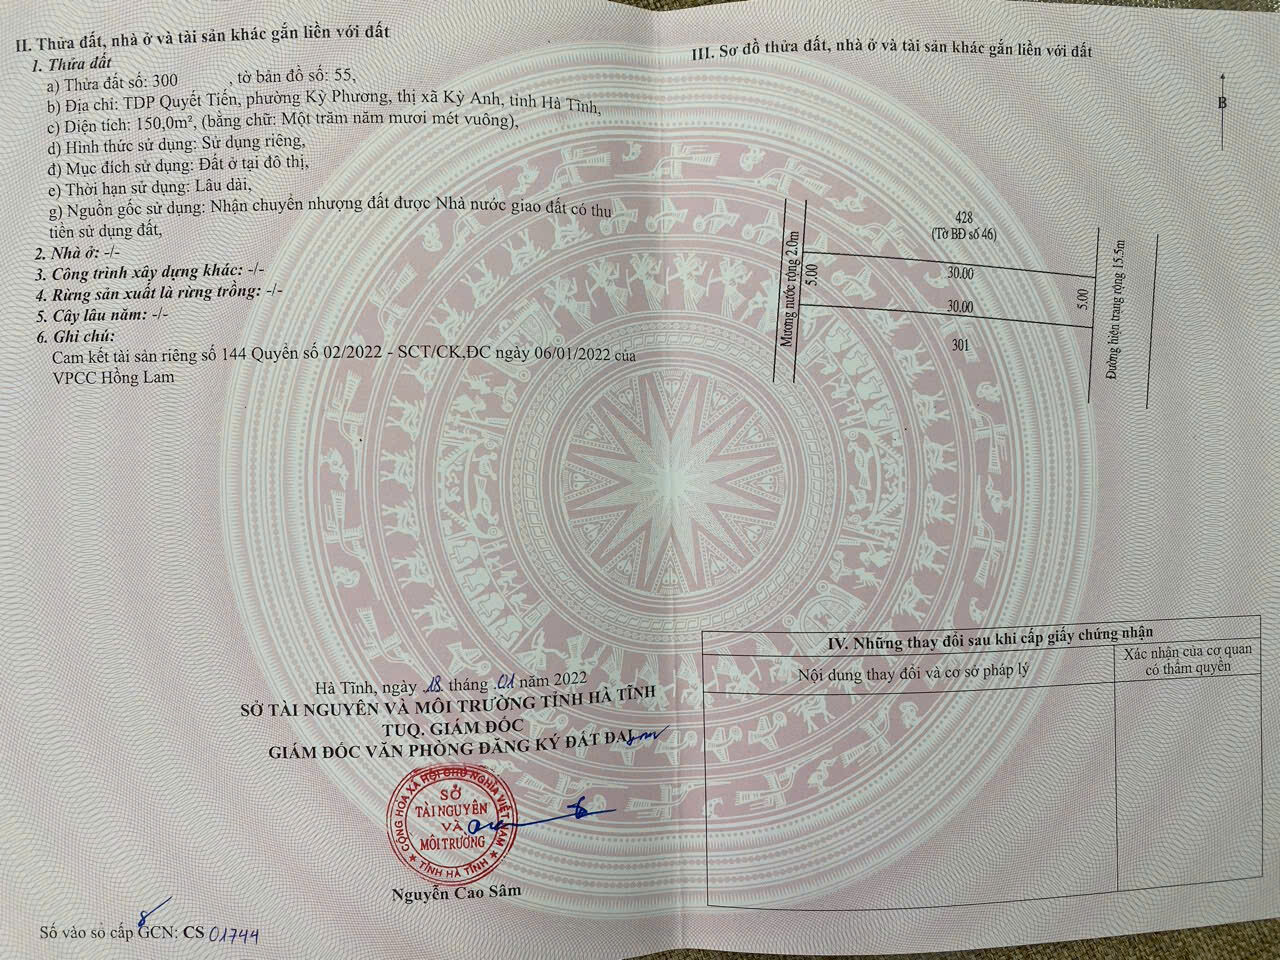 II. Thửa đất, nhà ở và tài sản khác gắn liền với đất
1. Thửa đất
a) Thửa đất số: 300 , tờ bản đồ số: 55,
b) Địa chỉ: TDP Quyết Tiến, phường Kỳ Phương, thị xã Kỳ Anh, tỉnh Hà Tĩnh,
c) Diện tích: 150,0m², (bằng chữ: Một trăm năm mươi mét vuông),
d) Hình thức sử dụng: Sử dụng riêng,
đ) Mục đích sử dụng: Đất ở tại đô thị,
e) Thời hạn sử dụng: Lâu dài,
g) Nguồn gốc sử dụng: Nhận chuyển nhượng đất được Nhà nước giao đất có thu
tiền sử dụng đất,
2. Nhà ở: -/-
3. Công trình xây dựng khác: -/-
4. Rừng sản xuất là rừng trồng: -/-
5. Cây lâu năm: -/-
6. Ghi chú:
Cam kết tài sản riêng số 144 Quyển số 02/2022 - SCT/CK,ĐC ngày 06/01/2022 của
VPCC Hồng Lam
Hà Tĩnh, ngày 18 tháng 01 năm 2022
SỞ TÀI NGUYÊN VÀ MÔI TRƯỜNG TỈNH HÀ TĨNH
TUQ. GIÁM ĐỐC
GIÁM ĐỐC VĂN PHÒNG ĐĂNG KÝ ĐẤT ĐAI
CỘNG HÒA XÃ HỘI CHỦ NGHĨA VIỆT NAM
SỞ
TÀI NGUYÊN
VÀ
MÔI TRƯỜNG
★ TỈNH HÀ TĨNH ★
Nguyễn Cao Sâm
Số vào sổ cấp GCN: CS 01744
III. Sơ đồ thửa đất, nhà ở và tài sản khác gắn liền với đất
B
428
(Tờ BĐ số 46)
Mương nước rộng 2.0m
5.00
30.00
30.00
5.00
Đường hiện trạng rộng 15.5m
301
IV. Những thay đổi sau khi cấp giấy chứng nhận
Nội dung thay đổi và cơ sở pháp lý
Xác nhận của cơ quan
có thẩm quyền